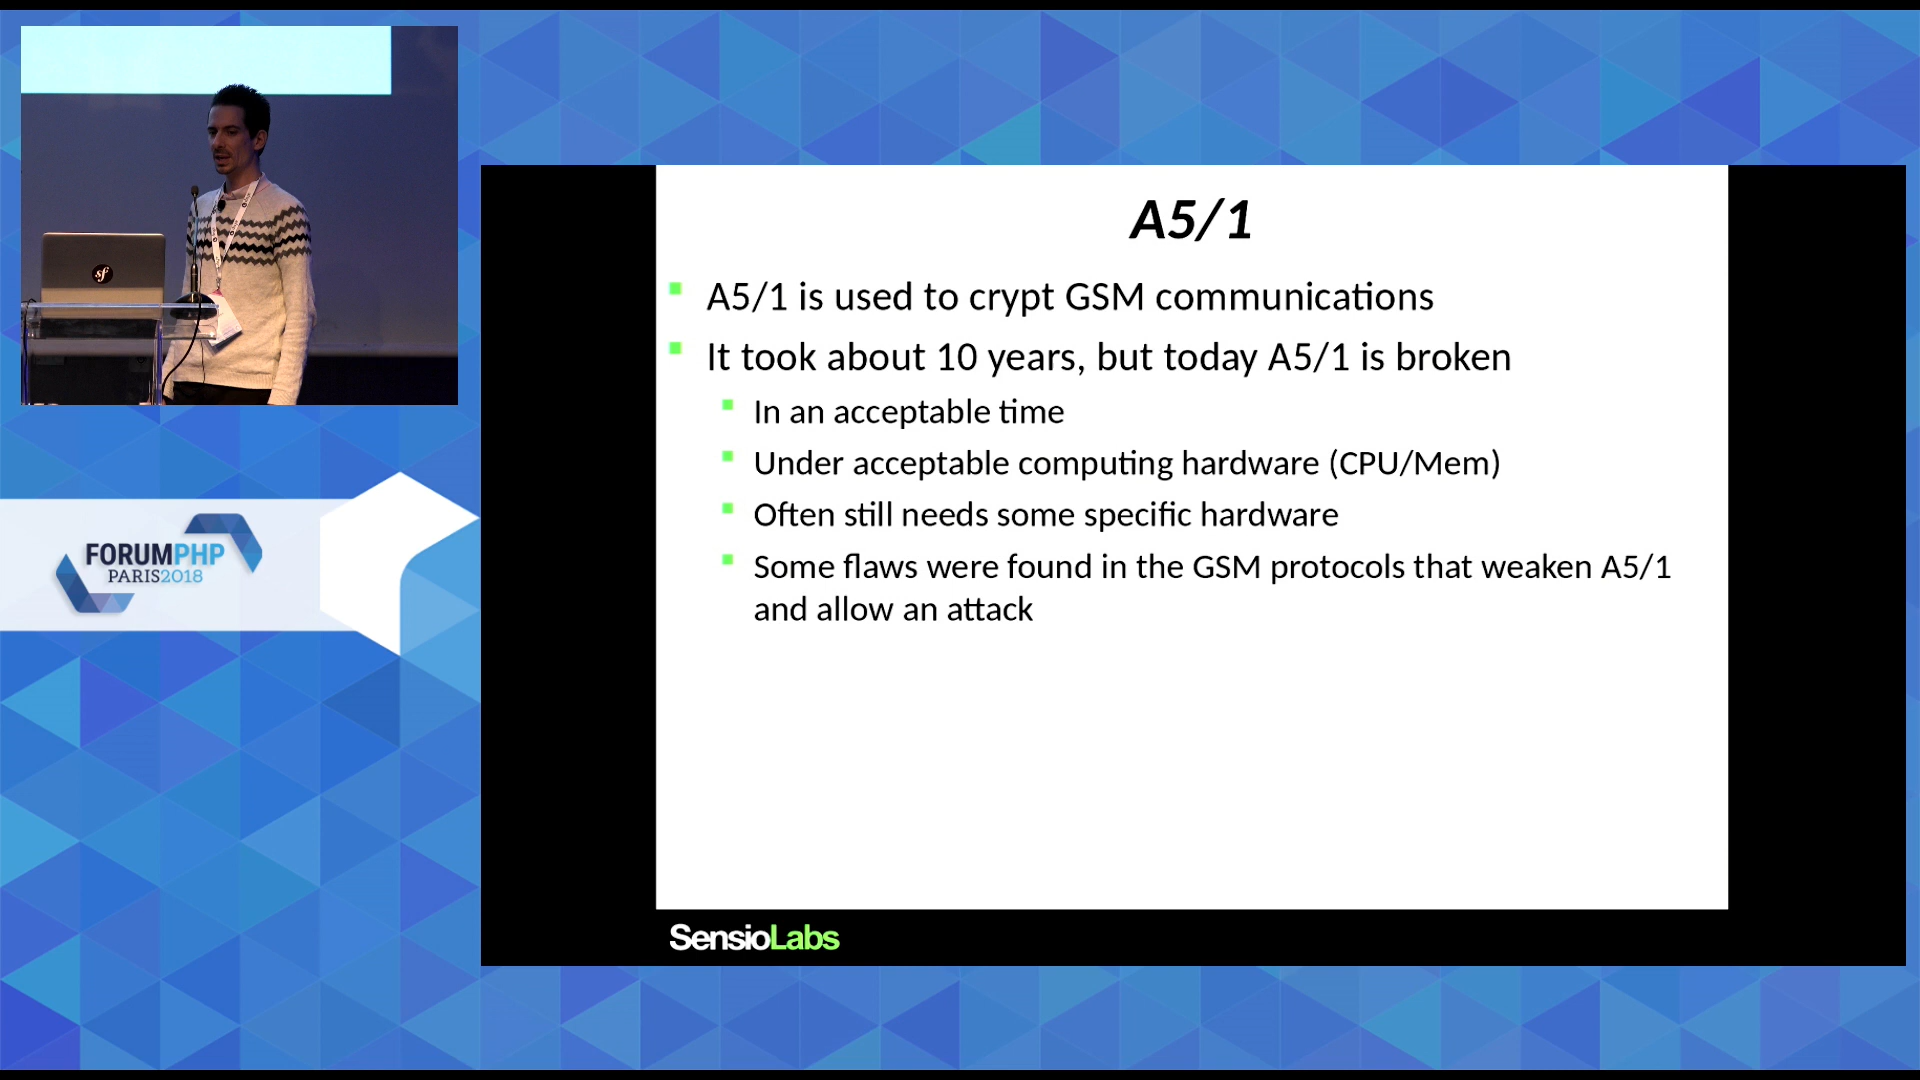 A5/1
A5/1 is used to crypt GSM communications
It took about 10 years, but today A5/1 is broken
In an acceptable time
Under acceptable computing hardware (CPU/Mem)
Often still needs some specific hardware
Some flaws were found in the GSM protocols that weaken A5/1
and allow an attack
sf
FORUMPHP
PARIS2018
SensioLabs